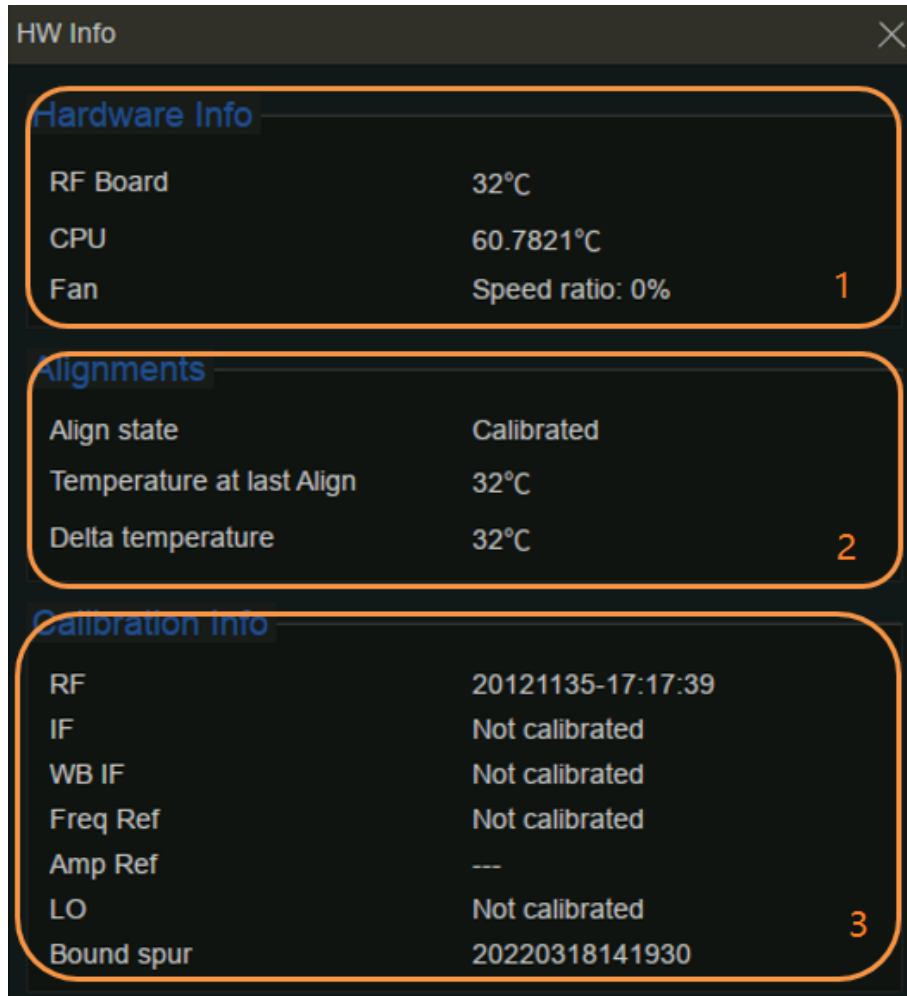 HW Info
Hardware Info
RF Board 32℃
CPU 60.7821℃
Fan Speed ratio: 0%
1
Alignments
Align state Calibrated
Temperature at last Align 32℃
Delta temperature 32℃
2
Calibration Info
RF 20121135-17:17:39
IF Not calibrated
WB IF Not calibrated
Freq Ref Not calibrated
Amp Ref ---
LO Not calibrated
3
Bound spur 20220318141930